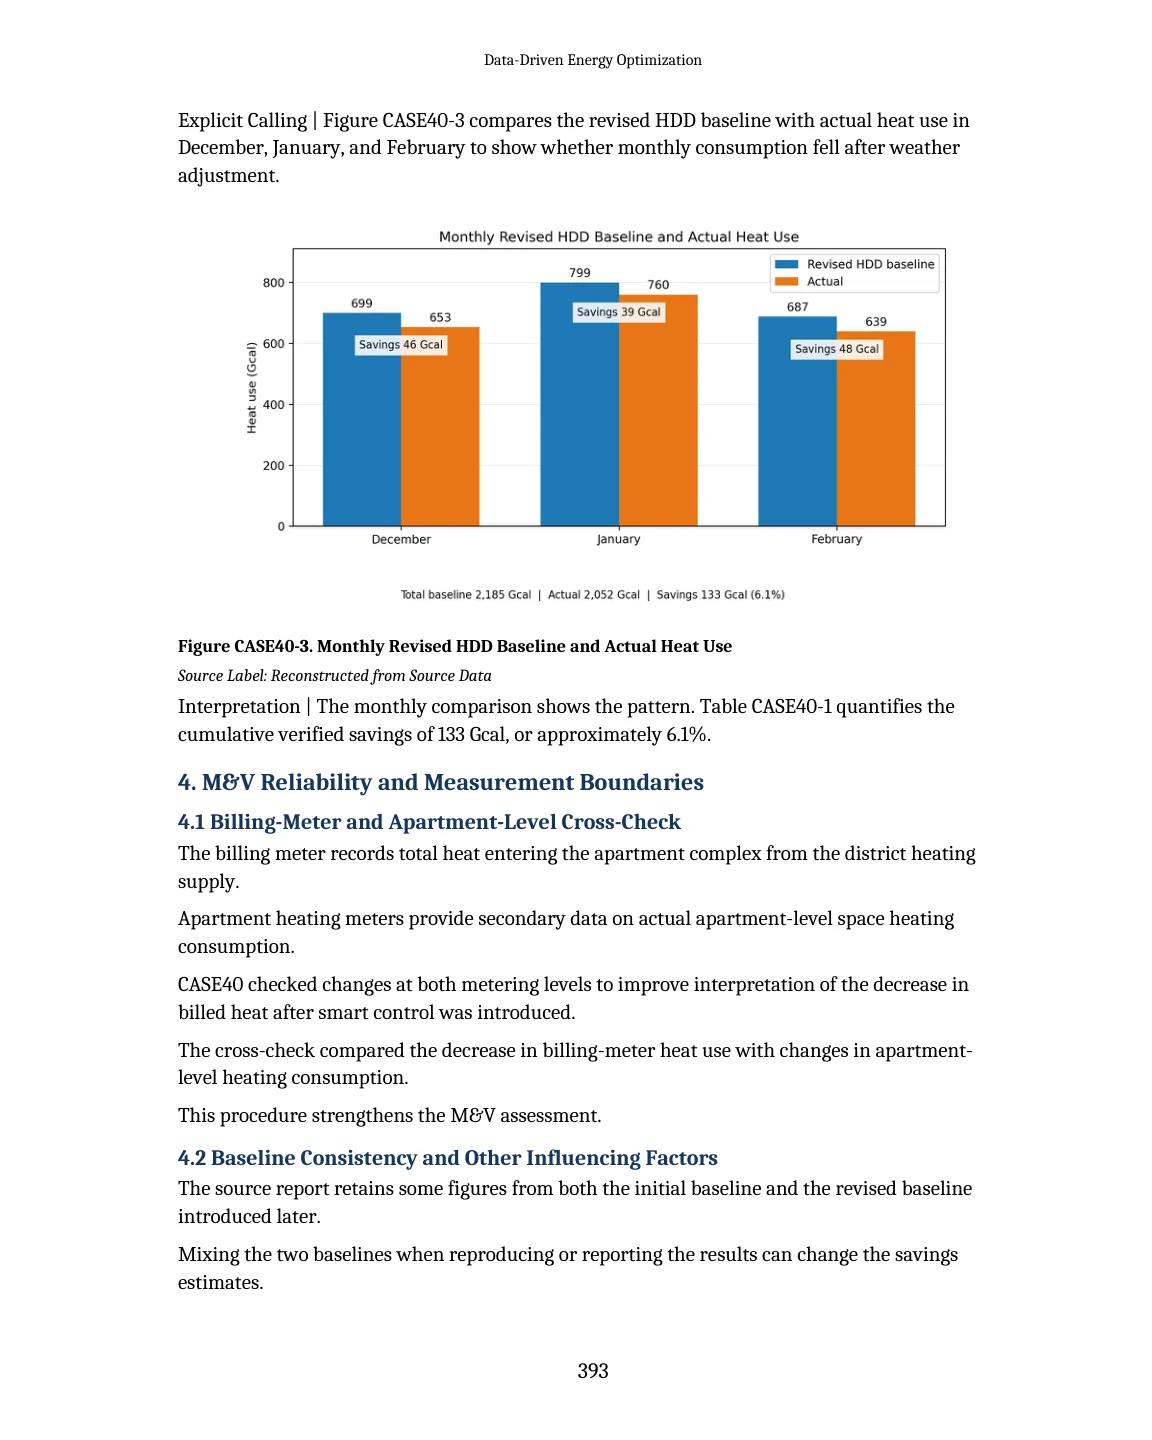 Data-Driven Energy Optimization
Explicit Calling | Figure CASE40-3 compares the revised HDD baseline with actual heat use in
December, January, and February to show whether monthly consumption fell after weather
adjustment.
Monthly Revised HDD Baseline and Actual Heat Use
Revised HDD baseline
Actual
Heat use (Gcal)
800
600
400
200
0
699
653
Savings 46 Gcal
799
760
Savings 39 Gcal
687
639
Savings 48 Gcal
December
January
February
Total baseline 2,185 Gcal | Actual 2,052 Gcal | Savings 133 Gcal (6.1%)
Figure CASE40-3. Monthly Revised HDD Baseline and Actual Heat Use
Source Label: Reconstructed from Source Data
Interpretation | The monthly comparison shows the pattern. Table CASE40-1 quantifies the
cumulative verified savings of 133 Gcal, or approximately 6.1%.
4. M&V Reliability and Measurement Boundaries
4.1 Billing-Meter and Apartment-Level Cross-Check
The billing meter records total heat entering the apartment complex from the district heating
supply.
Apartment heating meters provide secondary data on actual apartment-level space heating
consumption.
CASE40 checked changes at both metering levels to improve interpretation of the decrease in
billed heat after smart control was introduced.
The cross-check compared the decrease in billing-meter heat use with changes in apartment-
level heating consumption.
This procedure strengthens the M&V assessment.
4.2 Baseline Consistency and Other Influencing Factors
The source report retains some figures from both the initial baseline and the revised baseline
introduced later.
Mixing the two baselines when reproducing or reporting the results can change the savings
estimates.
393